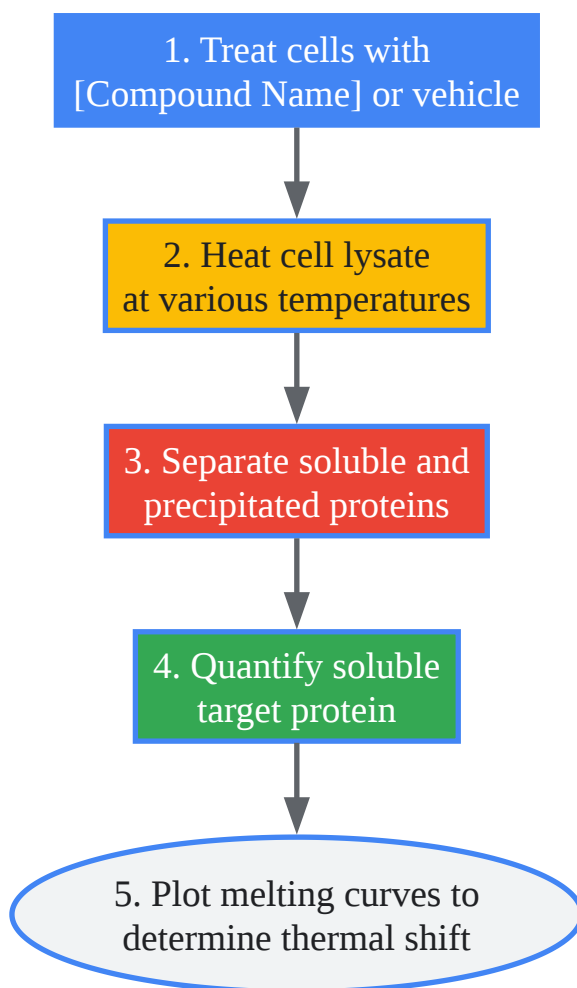 1. Treat cells with
[Compound Name] or vehicle
2. Heat cell lysate
at various temperatures
3. Separate soluble and
precipitated proteins
4. Quantify soluble
target protein
5. Plot melting curves to
determine thermal shift